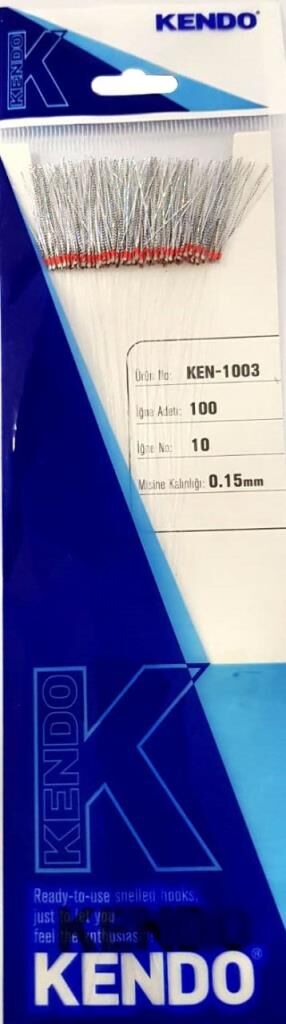 KENDO
KENDO®
Ürün No: KEN-1003
İğne Adeti: 100
İğne No: 10
Misine Kalınlığı: 0.15mm
KENDO
Ready-to-use snelled hooks,
just to let you
feel the enthusiasm
KENDO
KENDO®